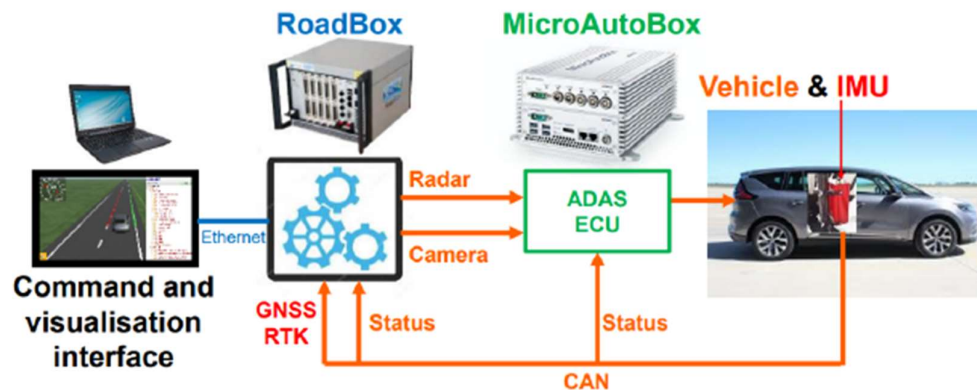 RoadBox
MicroAutoBox
Vehicle & IMU
Radar
Camera
ADAS
ECU
Ethernet
Command and
visualisation
interface
GNSS
RTK
Status
Status
CAN